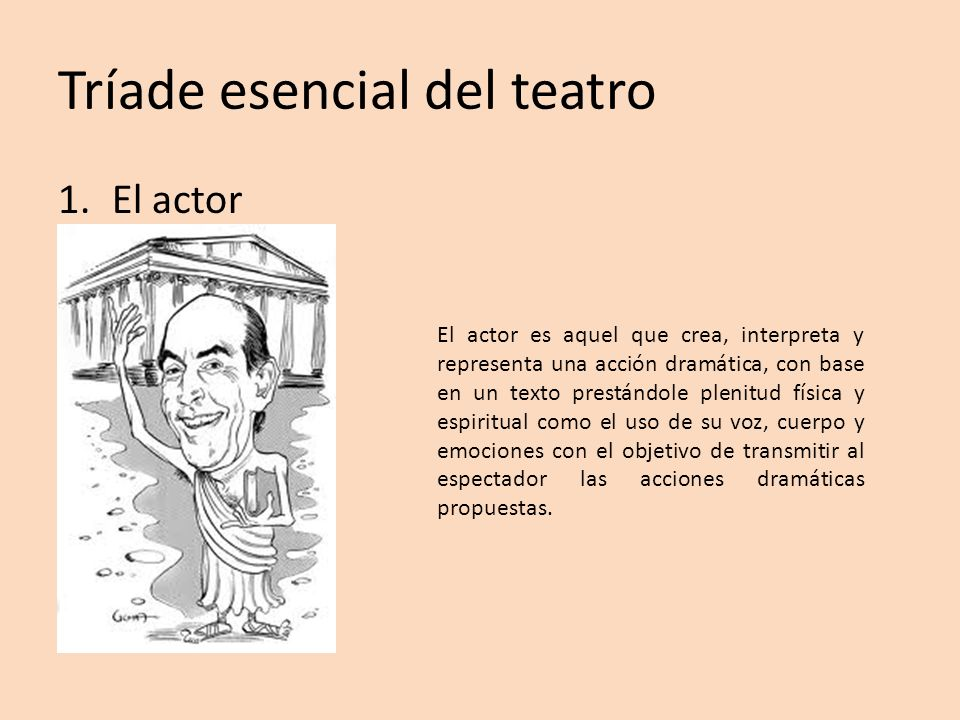 Tríade esencial del teatro
1. El actor
El actor es aquel que crea, interpreta y
representa una acción dramática, con base
en un texto prestándole plenitud física y
espiritual como el uso de su voz, cuerpo y
emociones con el objetivo de transmitir al
espectador las acciones dramáticas
propuestas.